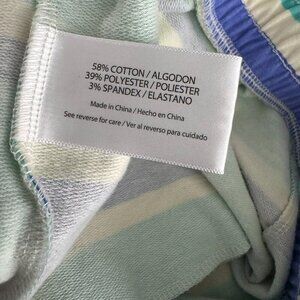 58% COTTON / ALGODON
39% POLYESTER / POLIESTER
3% SPANDEX / ELASTANO
Made in China / Hecho en China
See reverse for care / Ver al reverso para cuidado